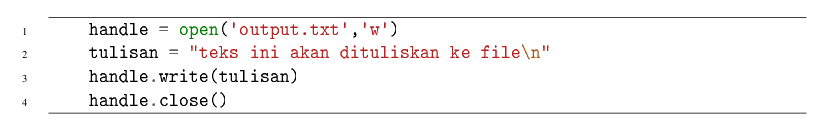 1 handle = open('output.txt','w')
2 tulisan = "teks ini akan dituliskan ke file\n"
3 handle.write(tulisan)
4 handle.close()